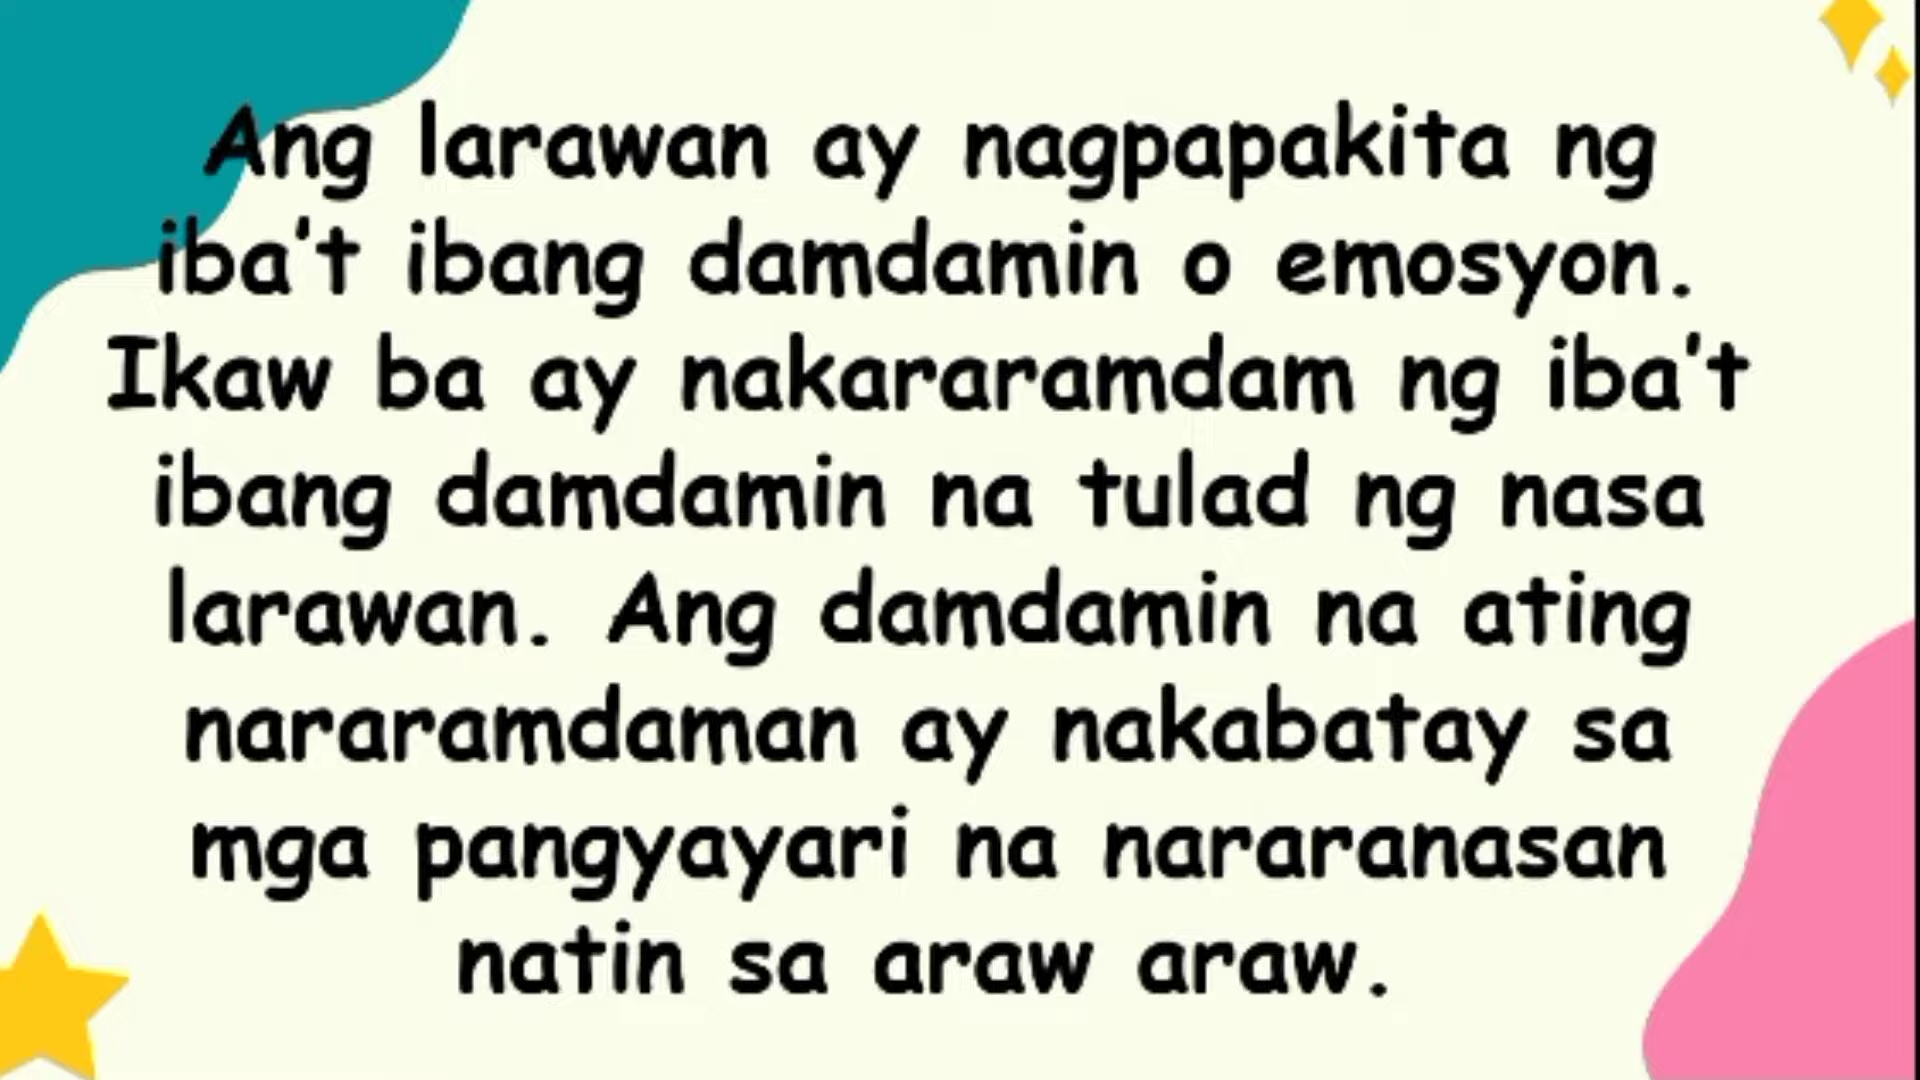 Ang larawan ay nagpapakita ng
iba't ibang damdamin o emosyon.
Ikaw ba ay nakararamdam ng iba't
ibang damdamin na tulad ng nasa
larawan. Ang damdamin na ating
nararamdaman ay nakabatay sa
mga pangyayari na nararanasan
natin sa araw araw.